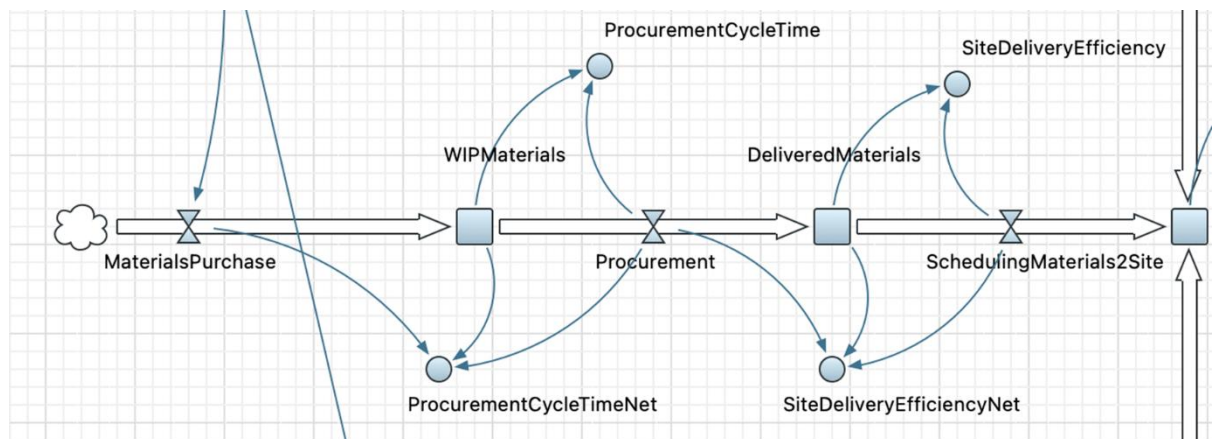 ProcurementCycleTime
SiteDeliveryEfficiency
WIPMaterials
DeliveredMaterials
MaterialsPurchase
Procurement
SchedulingMaterials2Site
ProcurementCycleTimeNet
SiteDeliveryEfficiencyNet